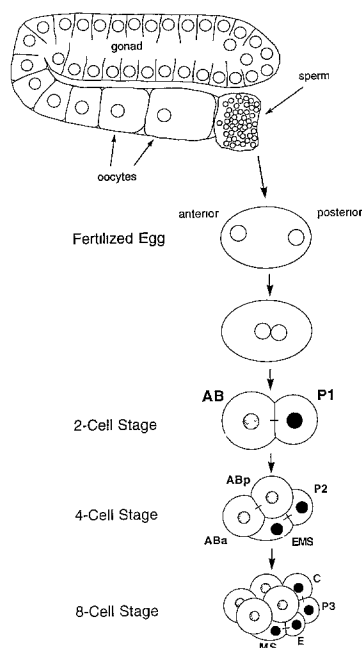 gonad
sperm
oocytes
anterior
posterior
Fertilized Egg
AB
P1
2-Cell Stage
ABp
P2
4-Cell Stage
ABa
EMS
C
P3
8-Cell Stage
MS
E